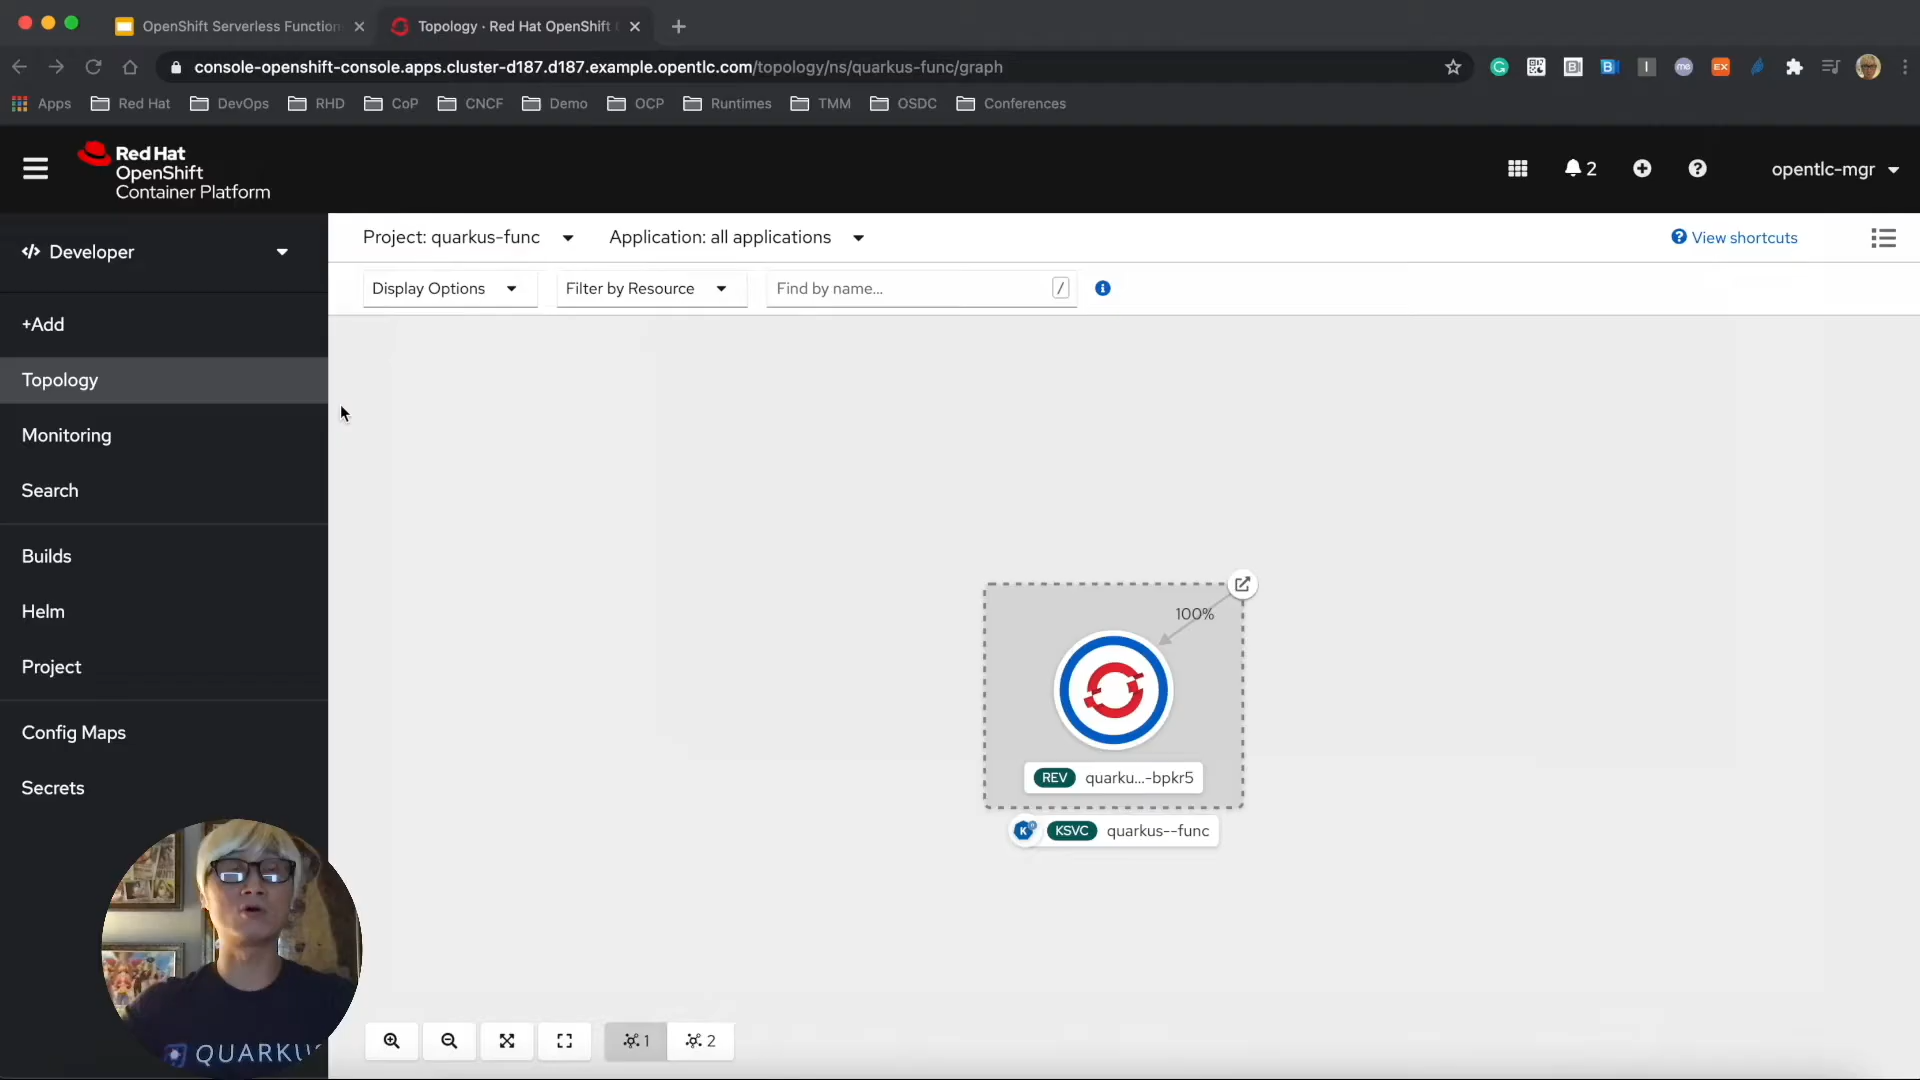 OpenShift Serverless Function
Topology · Red Hat OpenShift
console-openshift-console.apps.cluster-d187.d187.example.opentlc.com/topology/ns/quarkus-func/graph
Apps Red Hat DevOps RHD CoP CNCF Demo OCP Runtimes TMM OSDC Conferences
Red Hat
OpenShift
Container Platform
2
opentlc-mgr
Developer
Project: quarkus-func
Application: all applications
View shortcuts
Display Options
Filter by Resource
Find by name...
/
+Add
Topology
Monitoring
Search
Builds
Helm
Project
Config Maps
Secrets
100%
REV quarku...-bpkr5
KSVC quarkus--func
QUARKUS
1
2